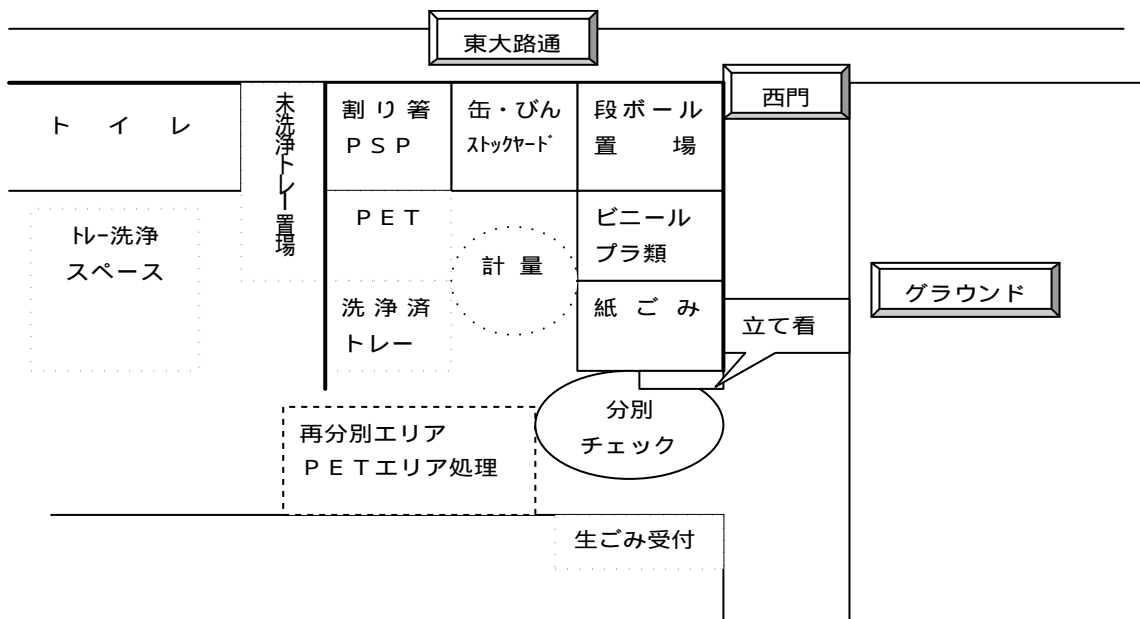 東大路通
西門
トイレ
未洗浄トレー置場
割り箸
PSP
缶・びん
ストックヤード
段ボール
置場
トレー洗浄
スペース
PET
計量
ビニール
プラ類
グラウンド
洗浄済
トレー
紙ごみ
立て看
分別
チェック
再分別エリア
PETエリア処理
生ごみ受付